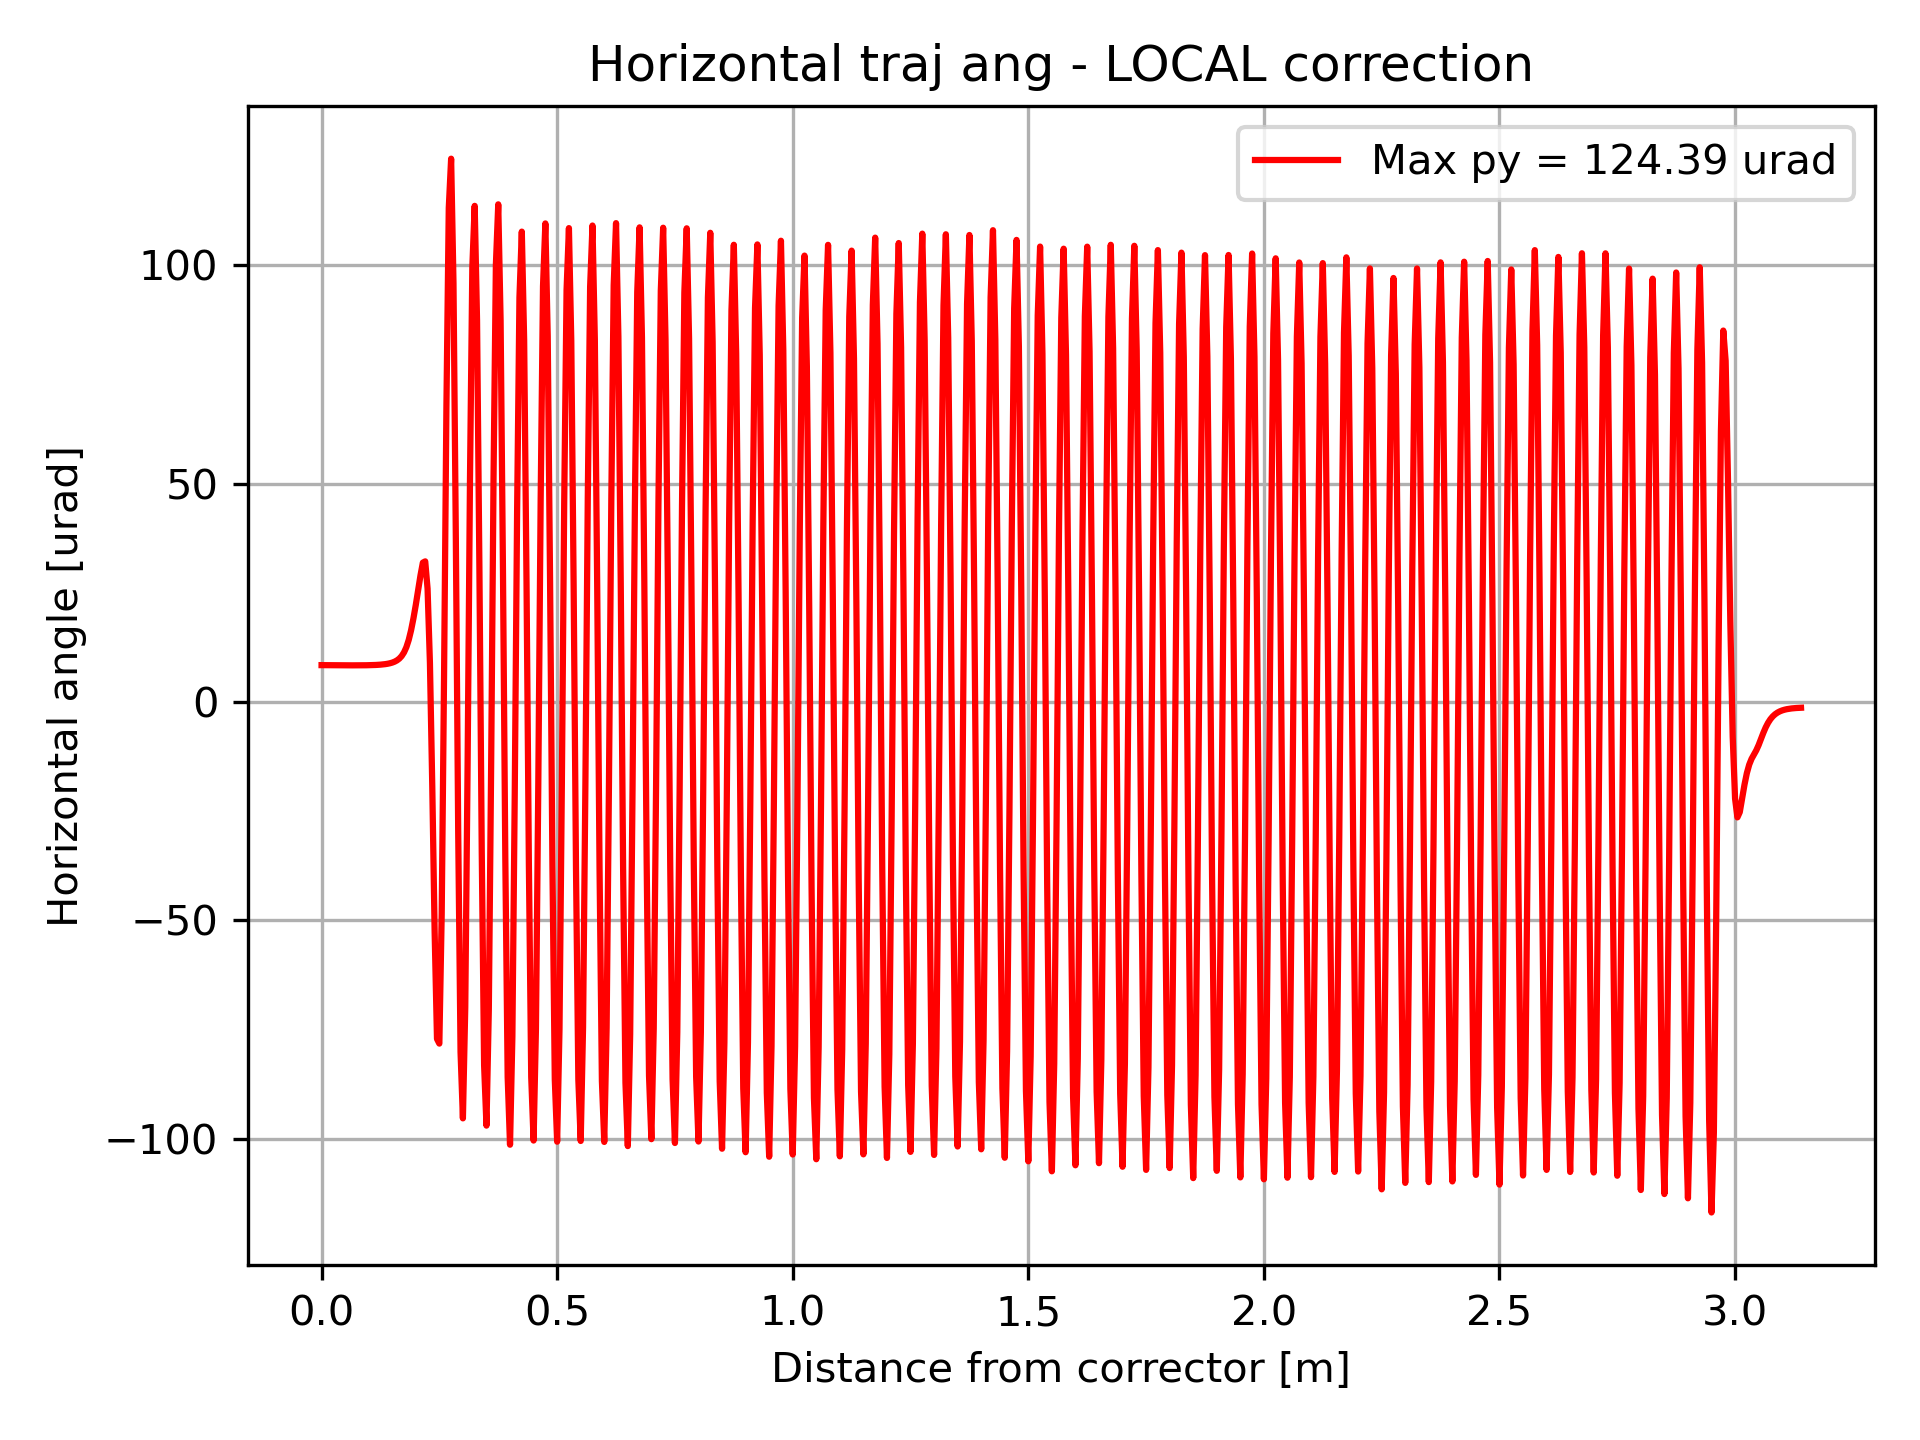 Horizontal traj ang - LOCAL correction
Max py = 124.39 urad
Horizontal angle [urad]
100
50
0
−50
−100
0.0 0.5 1.0 1.5 2.0 2.5 3.0
Distance from corrector [m]